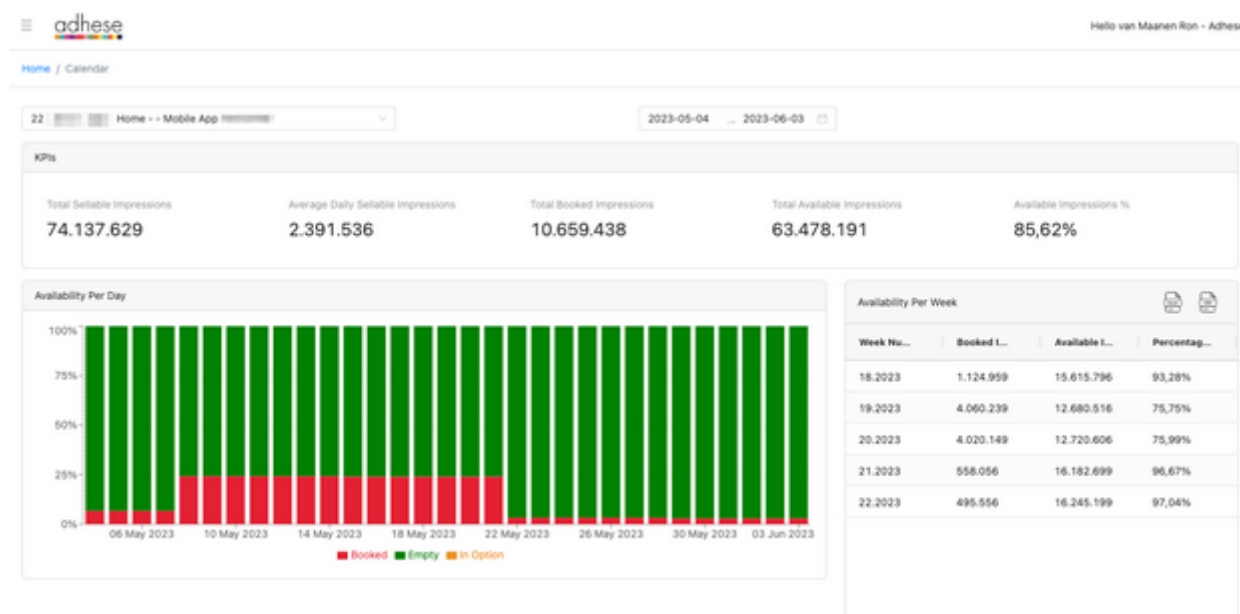 adhese
Hello van Maanen Ron - Adhese
Home / Calendar
22 Home - - Mobile App
2023-05-04 2023-06-03
KPIs
Total Sellable Impressions
74.137.629
Average Daily Sellable Impressions
2.391.536
Total Booked Impressions
10.659.438
Total Available Impressions
63.478.191
Available Impressions %
85,62%
Availability Per Day
100%
75%
50%
25%
0%
06 May 2023 10 May 2023 14 May 2023 18 May 2023 22 May 2023 26 May 2023 30 May 2023 03 Jun 2023
Booked Empty In Option
Availability Per Week
Week Nu... Booked I... Available I... Percentag...
18.2023 1.124.959 15.615.796 93,28%
19.2023 4.060.239 12.680.516 75,75%
20.2023 4.020.149 12.720.606 75,99%
21.2023 558.056 16.182.699 96,67%
22.2023 495.556 16.245.199 97,04%